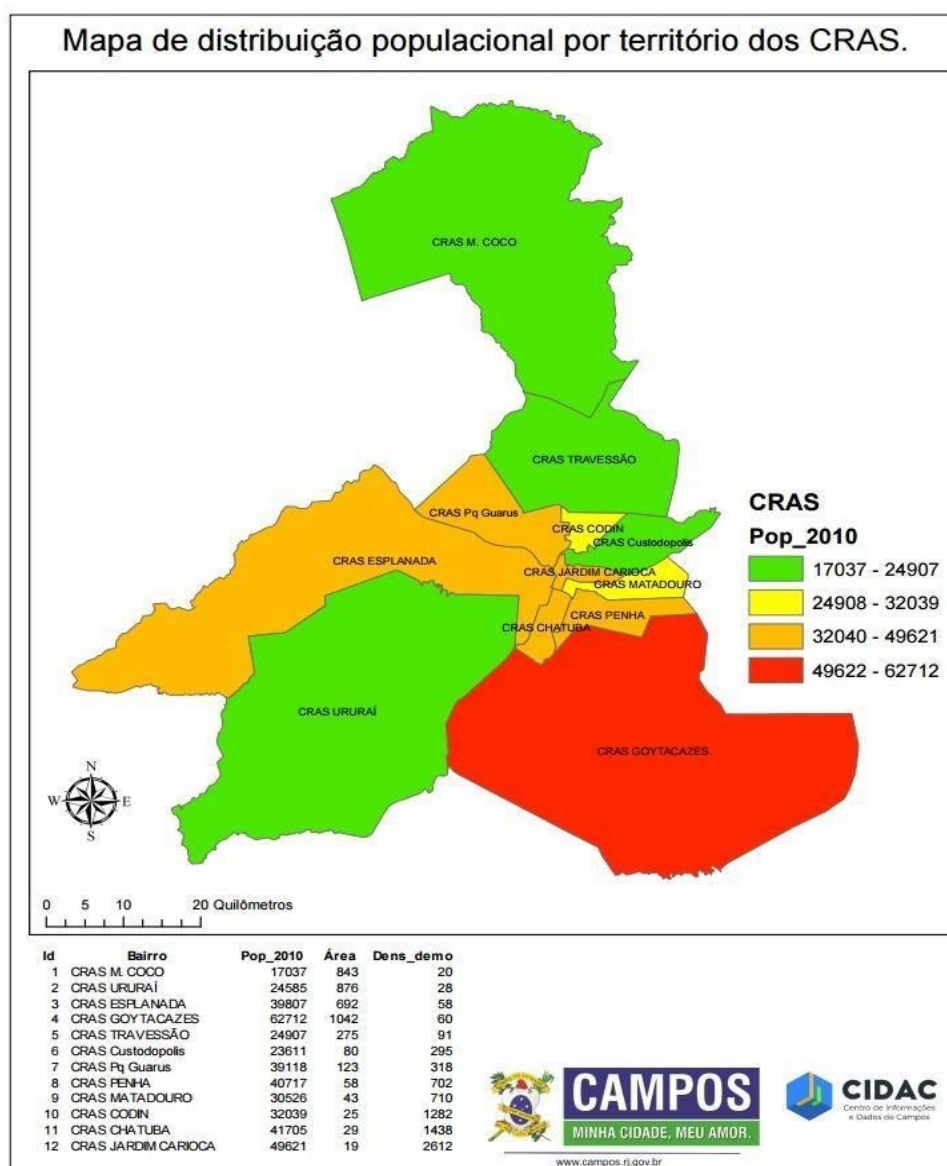 Mapa de distribuição populacional por território dos CRAS.
CRAS M. COCO
CRAS TRAVESSÃO
CRAS Pq Guarus
CRAS CODIN
CRAS Custodopolis
CRAS ESPLANADA
CRAS JARDIM CARIOCA
CRAS MATADOURO
CRAS PENHA
CRAS CHATUBA
CRAS URURAÍ
CRAS GOYTACAZES
CRAS
Pop_2010
17037 - 24907
24908 - 32039
32040 - 49621
49622 - 62712
N
W E
S
0 5 10 20 Quilômetros
Id Bairro Pop_2010 Área Dens_demo
1 CRAS M. COCO 17037 843 20
2 CRAS URURAÍ 24585 876 28
3 CRAS ESPLANADA 39807 692 58
4 CRAS GOYTACAZES 62712 1042 60
5 CRAS TRAVESSÃO 24907 275 91
6 CRAS Custodopolis 23611 80 295
7 CRAS Pq Guarus 39118 123 318
8 CRAS PENHA 40717 58 702
9 CRAS MATADOURO 30526 43 710
10 CRAS CODIN 32039 25 1282
11 CRAS CHATUBA 41705 29 1438
12 CRAS JARDIM CARIOCA 49621 19 2612
CAMPOS
MINHA CIDADE, MEU AMOR.
www.campos.rj.gov.br
CIDAC
Centro de Informações
e Dados de Campos